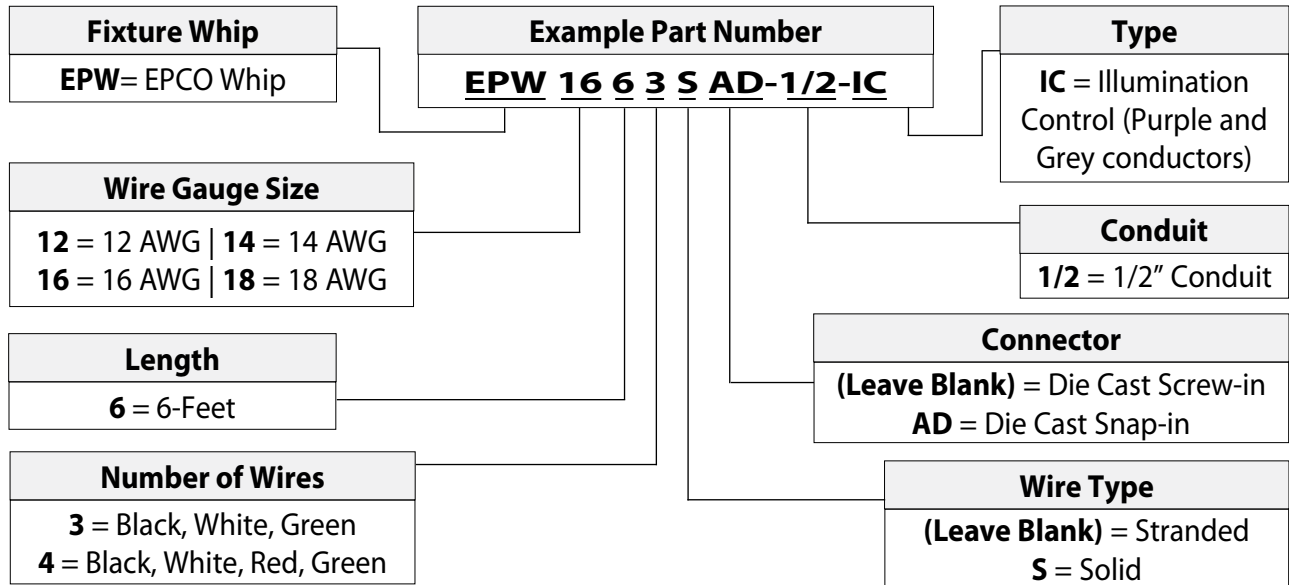 Fixture Whip
EPW= EPCO Whip
Example Part Number
EPW 16 6 3 S AD-1/2-IC
Type
IC = Illumination
Control (Purple and
Grey conductors)
Wire Gauge Size
12 = 12 AWG | 14 = 14 AWG
16 = 16 AWG | 18 = 18 AWG
Conduit
1/2 = 1/2” Conduit
Length
6 = 6-Feet
Connector
(Leave Blank) = Die Cast Screw-in
AD = Die Cast Snap-in
Number of Wires
3 = Black, White, Green
4 = Black, White, Red, Green
Wire Type
(Leave Blank) = Stranded
S = Solid